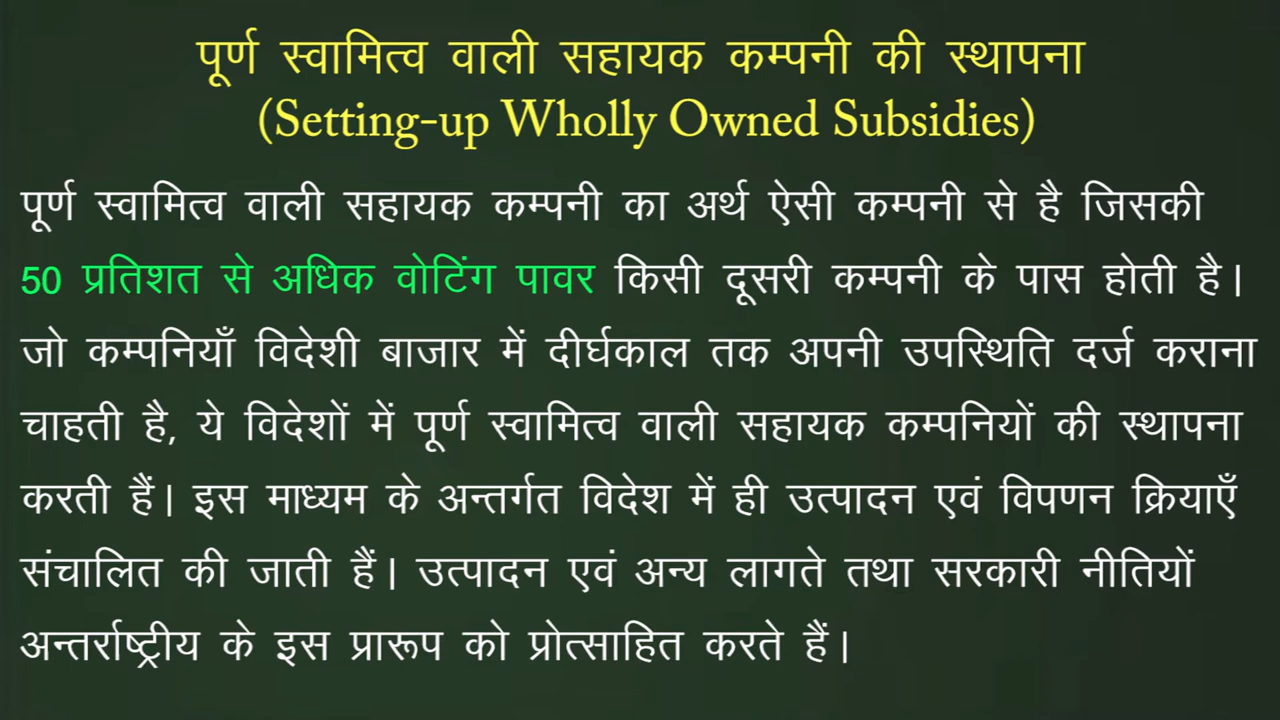 पूर्ण स्वामित्व वाली सहायक कम्पनी की स्थापना
(Setting-up Wholly Owned Subsidies)
पूर्ण स्वामित्व वाली सहायक कम्पनी का अर्थ ऐसी कम्पनी से है जिसकी
50 प्रतिशत से अधिक वोटिंग पावर किसी दूसरी कम्पनी के पास होती है।
जो कम्पनियाँ विदेशी बाजार में दीर्घकाल तक अपनी उपस्थिति दर्ज कराना
चाहती है, ये विदेशों में पूर्ण स्वामित्व वाली सहायक कम्पनियों की स्थापना
करती हैं। इस माध्यम के अन्तर्गत विदेश में ही उत्पादन एवं विपणन क्रियाएँ
संचालित की जाती हैं। उत्पादन एवं अन्य लागते तथा सरकारी नीतियों
अन्तर्राष्ट्रीय के इस प्रारूप को प्रोत्साहित करते हैं।